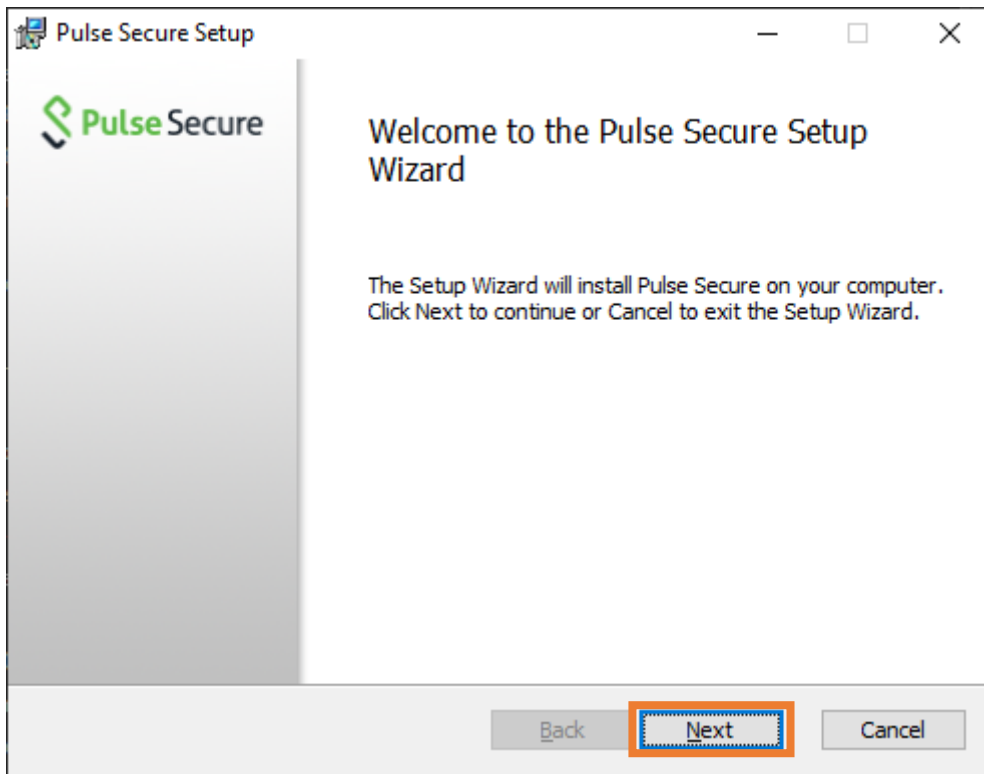 Pulse Secure Setup
Pulse Secure
Welcome to the Pulse Secure Setup
Wizard
The Setup Wizard will install Pulse Secure on your computer.
Click Next to continue or Cancel to exit the Setup Wizard.
Back Next Cancel